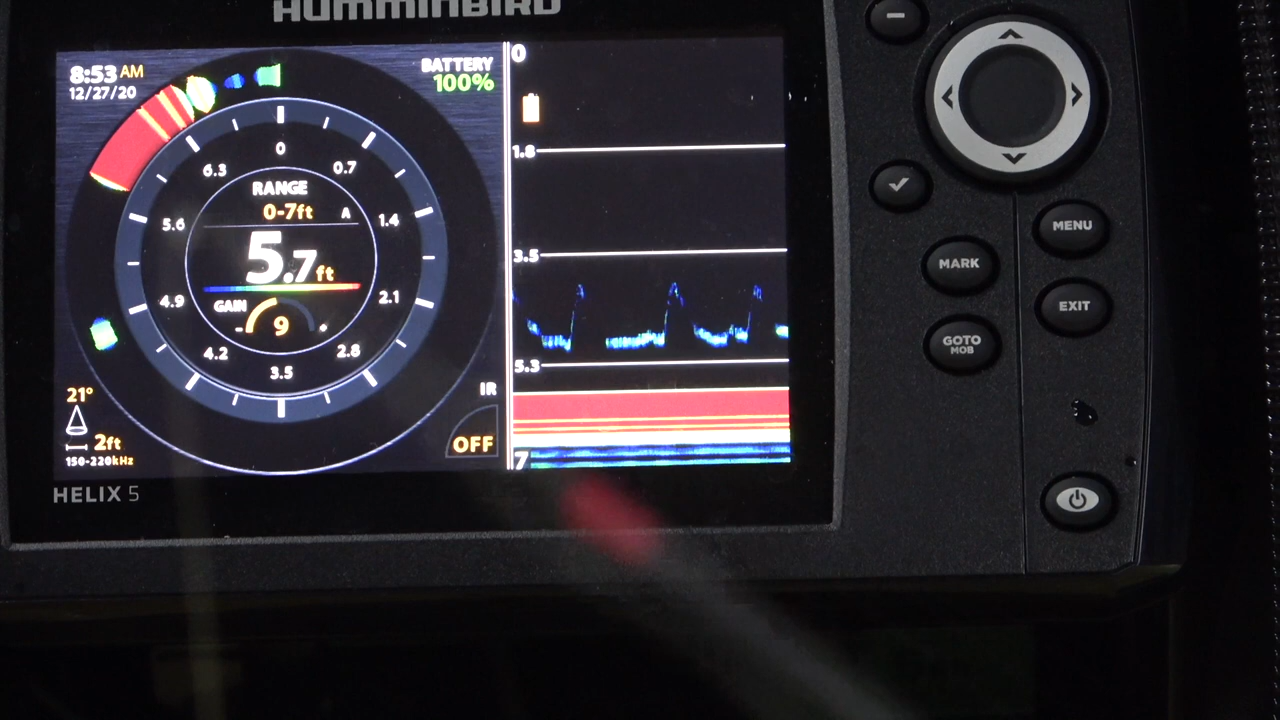 HUMMINBIRD
8:53 AM
12/27/20
BATTERY
100%
0
6.3
0.7
5.6
1.4
4.9
2.1
4.2
2.8
3.5
RANGE
0-7ft A
5.7ft
GAIN
- 9
21°
2ft
150-220kHz
IR
OFF
0
1.8
3.5
5.3
7
HELIX 5
MENU
MARK
EXIT
GOTO
MOB